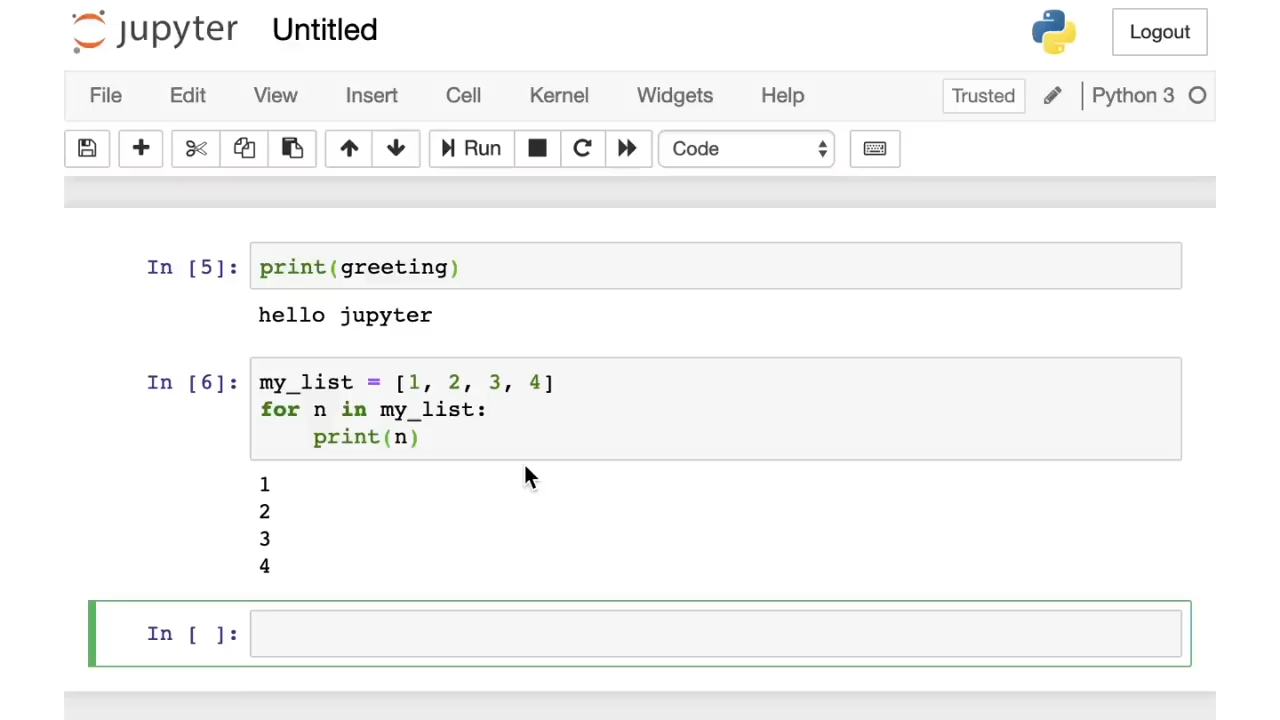 jupyter Untitled Logout
File Edit View Insert Cell Kernel Widgets Help Trusted Python 3
Run Code
In [5]: print(greeting)
hello jupyter
In [6]: my_list = [1, 2, 3, 4]
for n in my_list:
    print(n)
1
2
3
4
In [ ]: